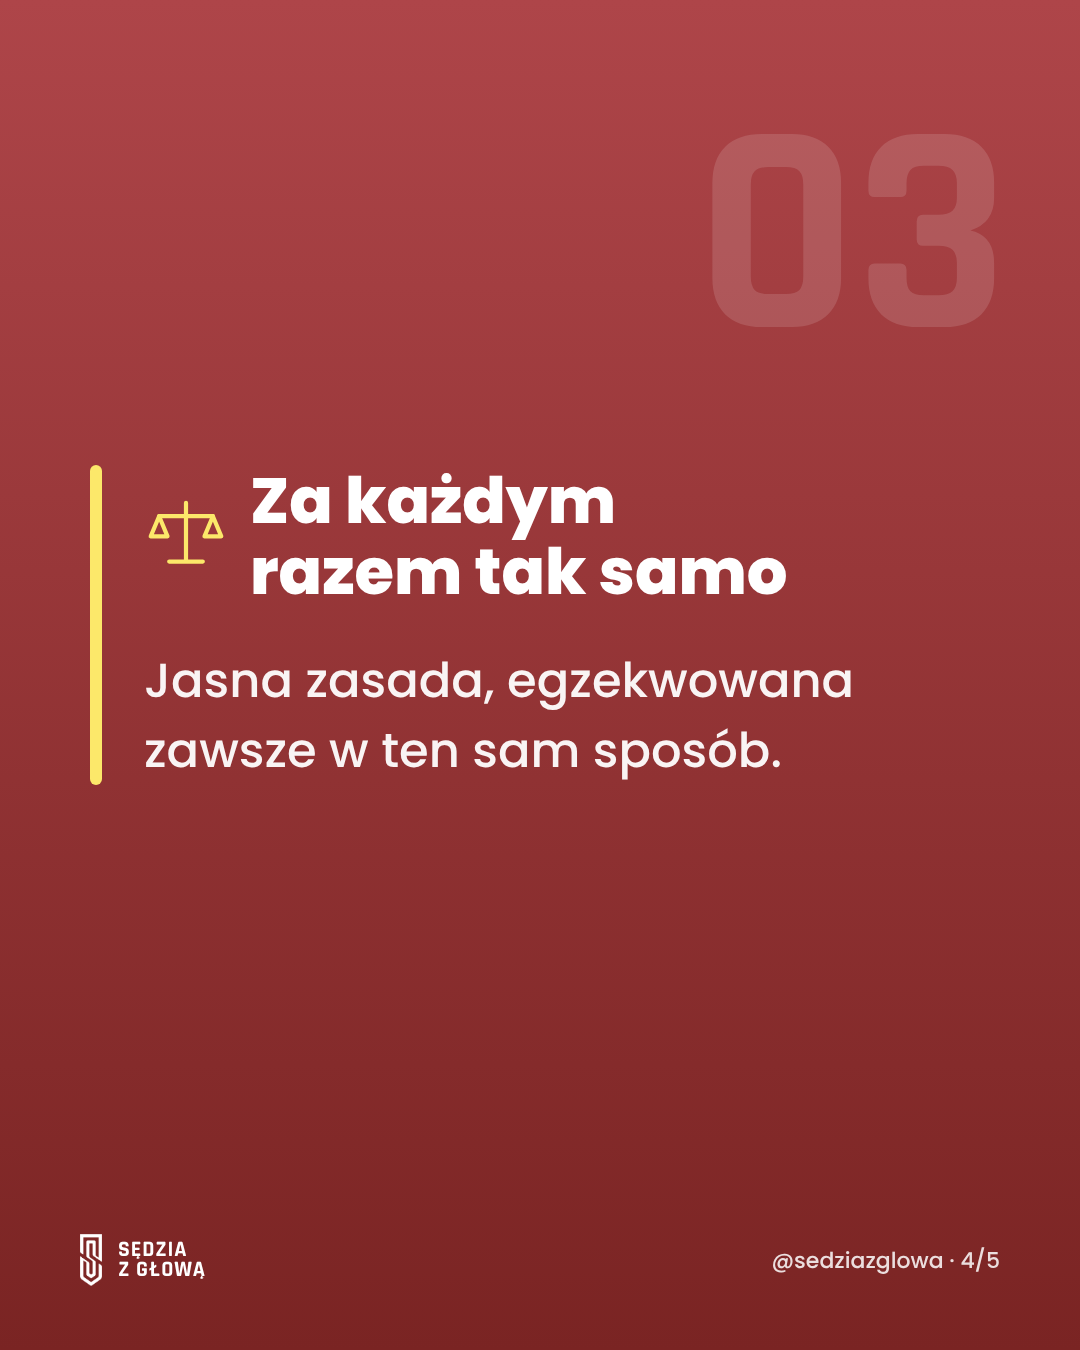 03
Za każdym
razem tak samo
Jasna zasada, egzekwowana
zawsze w ten sam sposób.
SĘDZIA
Z GŁOWĄ
@sedziazglowa · 4/5